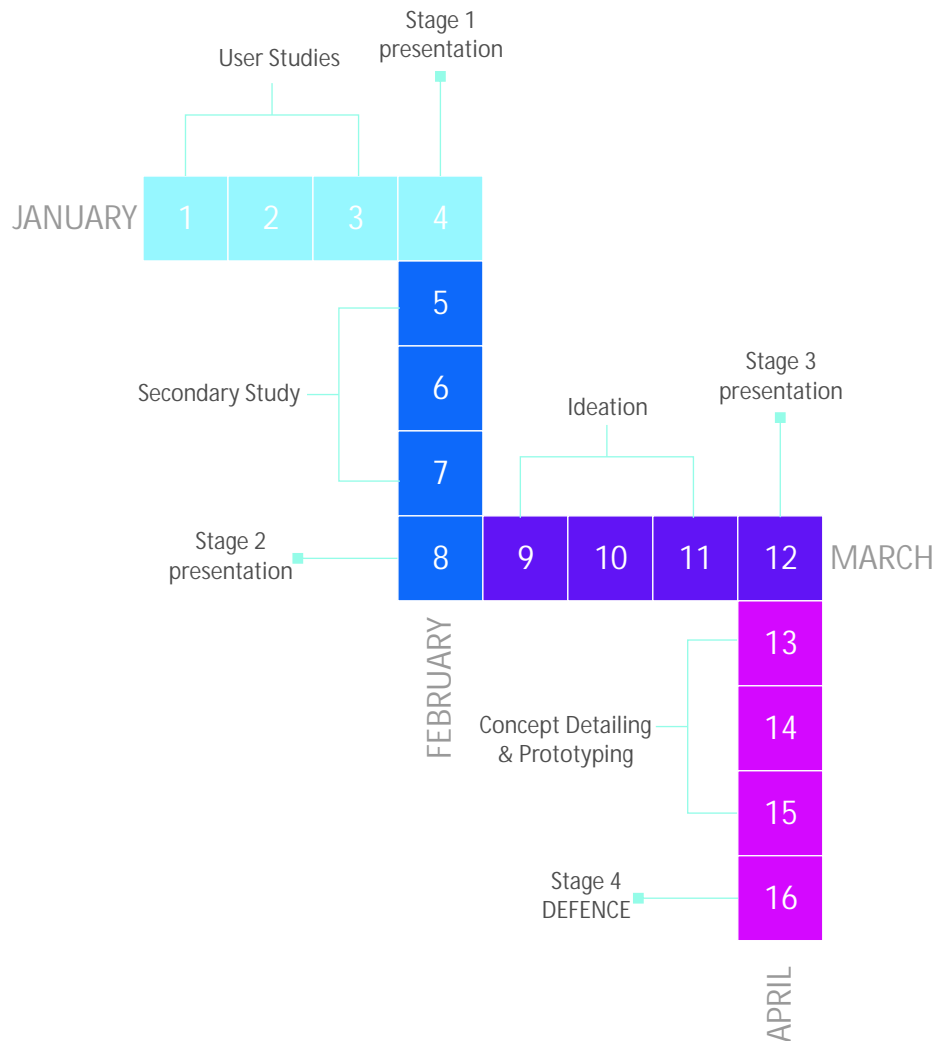 Stage 1
presentation
User Studies
JANUARY
1
2
3
4
5
6
7
Secondary Study
Stage 2
presentation
8
FEBRUARY
Ideation
Stage 3
presentation
9
10
11
12
MARCH
13
14
15
Concept Detailing
& Prototyping
Stage 4
DEFENCE
16
APRIL